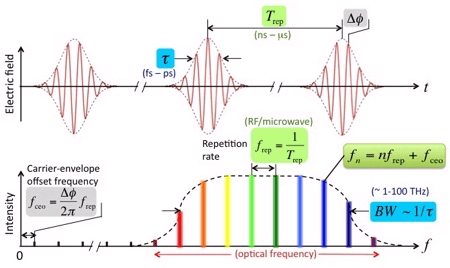 T_rep
Δϕ
(ns – μs)
τ
(fs – ps)
Electric field
t
(RF/microwave)
Repetition
rate
f_rep = 1/T_rep
f_n = nf_rep + f_ceo
Carrier-envelope
offset frequency
f_ceo = Δϕ/2π f_rep
(~ 1-100 THz)
BW ~ 1/τ
Intensity
0
f
(optical frequency)